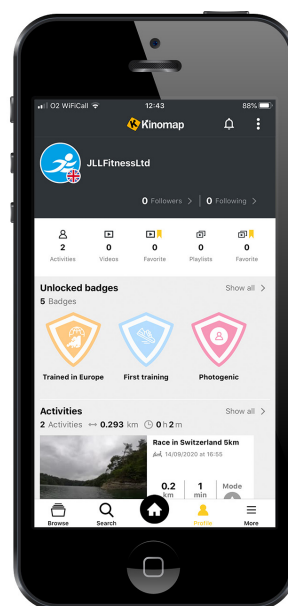 O2 WiFiCall 12:43 88%
Kinomap
JLLFitnessLtd
0 Followers > | 0 Following >
2 0 0 0 0
Activities Videos Favorite Playlists Favorite
Unlocked badges Show all >
5 Badges
Trained in Europe First training Photogenic
Activities Show all >
2 Activities ↔ 0.293 km 0 h 2 m
Race in Switzerland 5km
14/09/2020 at 16:55
0.2 1 Mode
km min
Browse Search Profile More